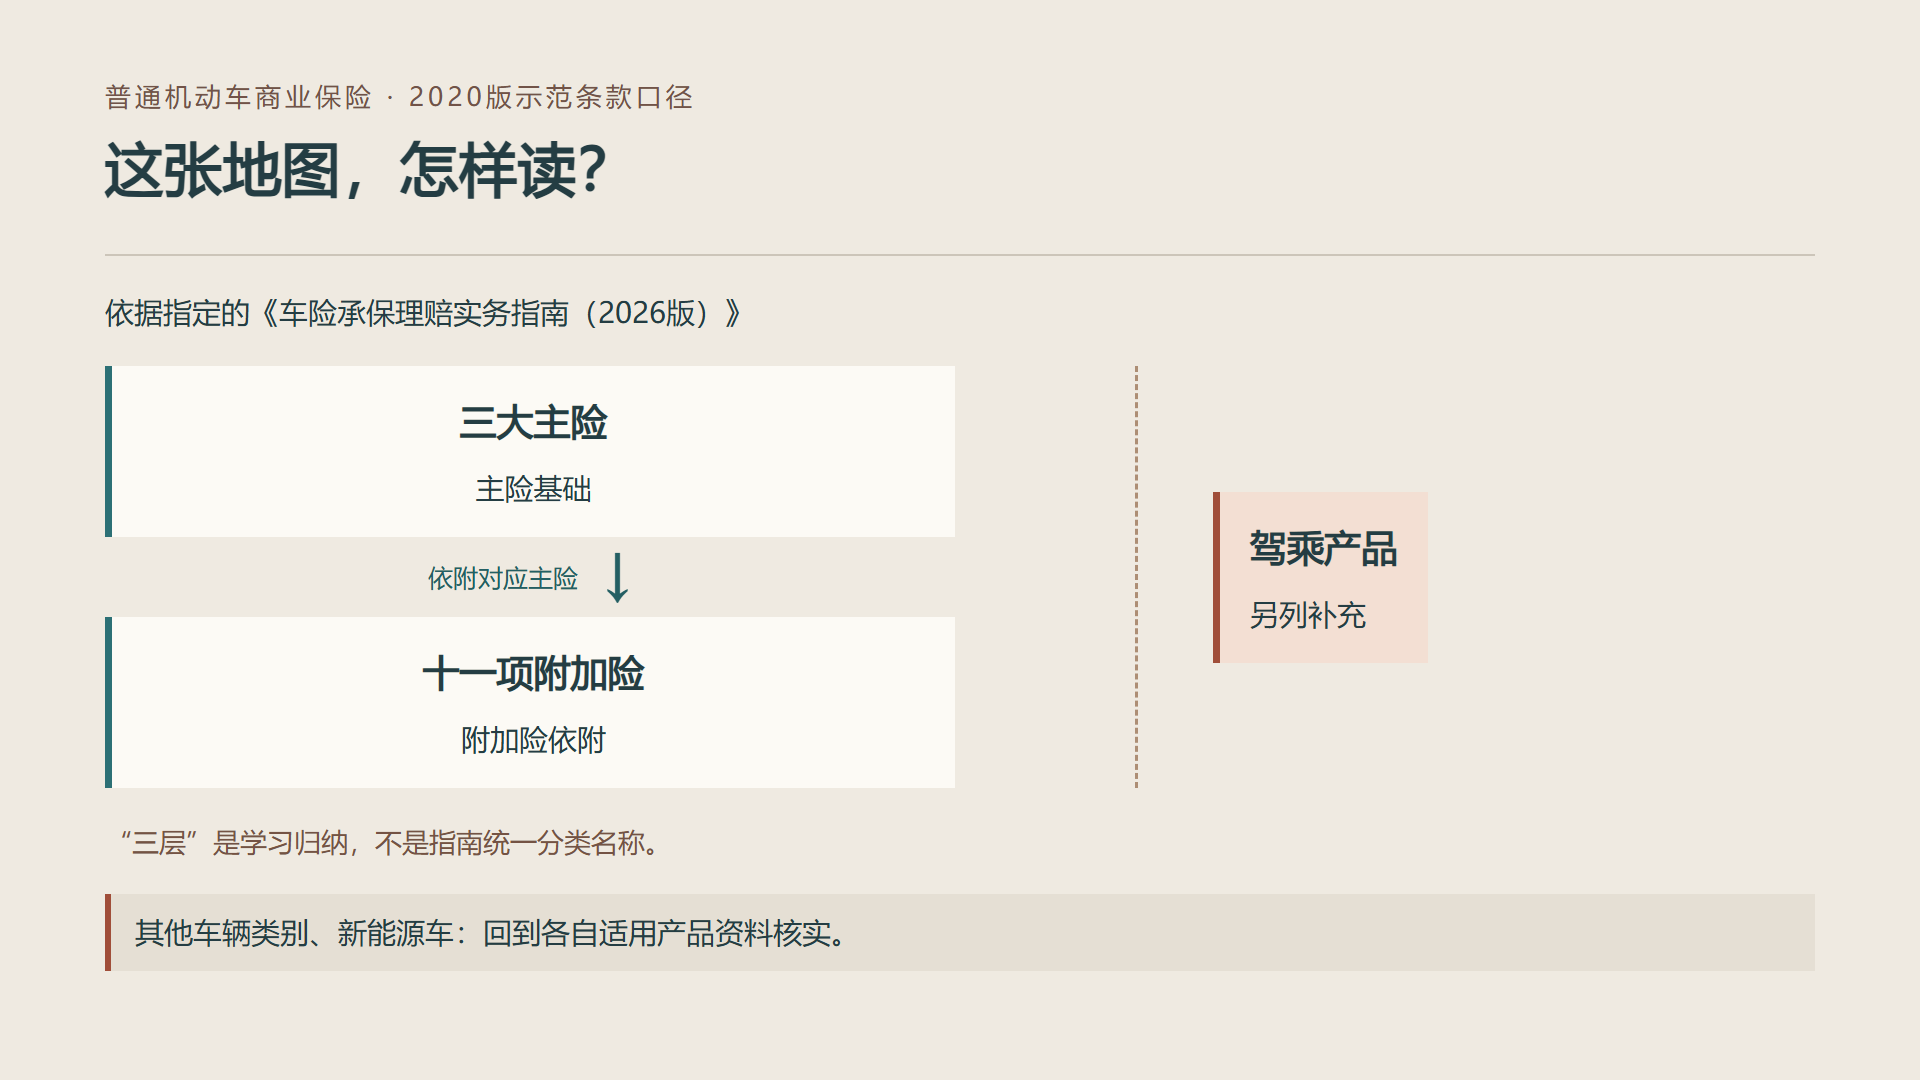 普通机动车商业保险 · 2020版示范条款口径
这张地图，怎样读？
依据指定的《车险承保理赔实务指南（2026版）》
三大主险
主险基础
依附对应主险 ↓
十一项附加险
附加险依附
驾乘产品
另列补充
“三层”是学习归纳，不是指南统一分类名称。
其他车辆类别、新能源车：回到各自适用产品资料核实。